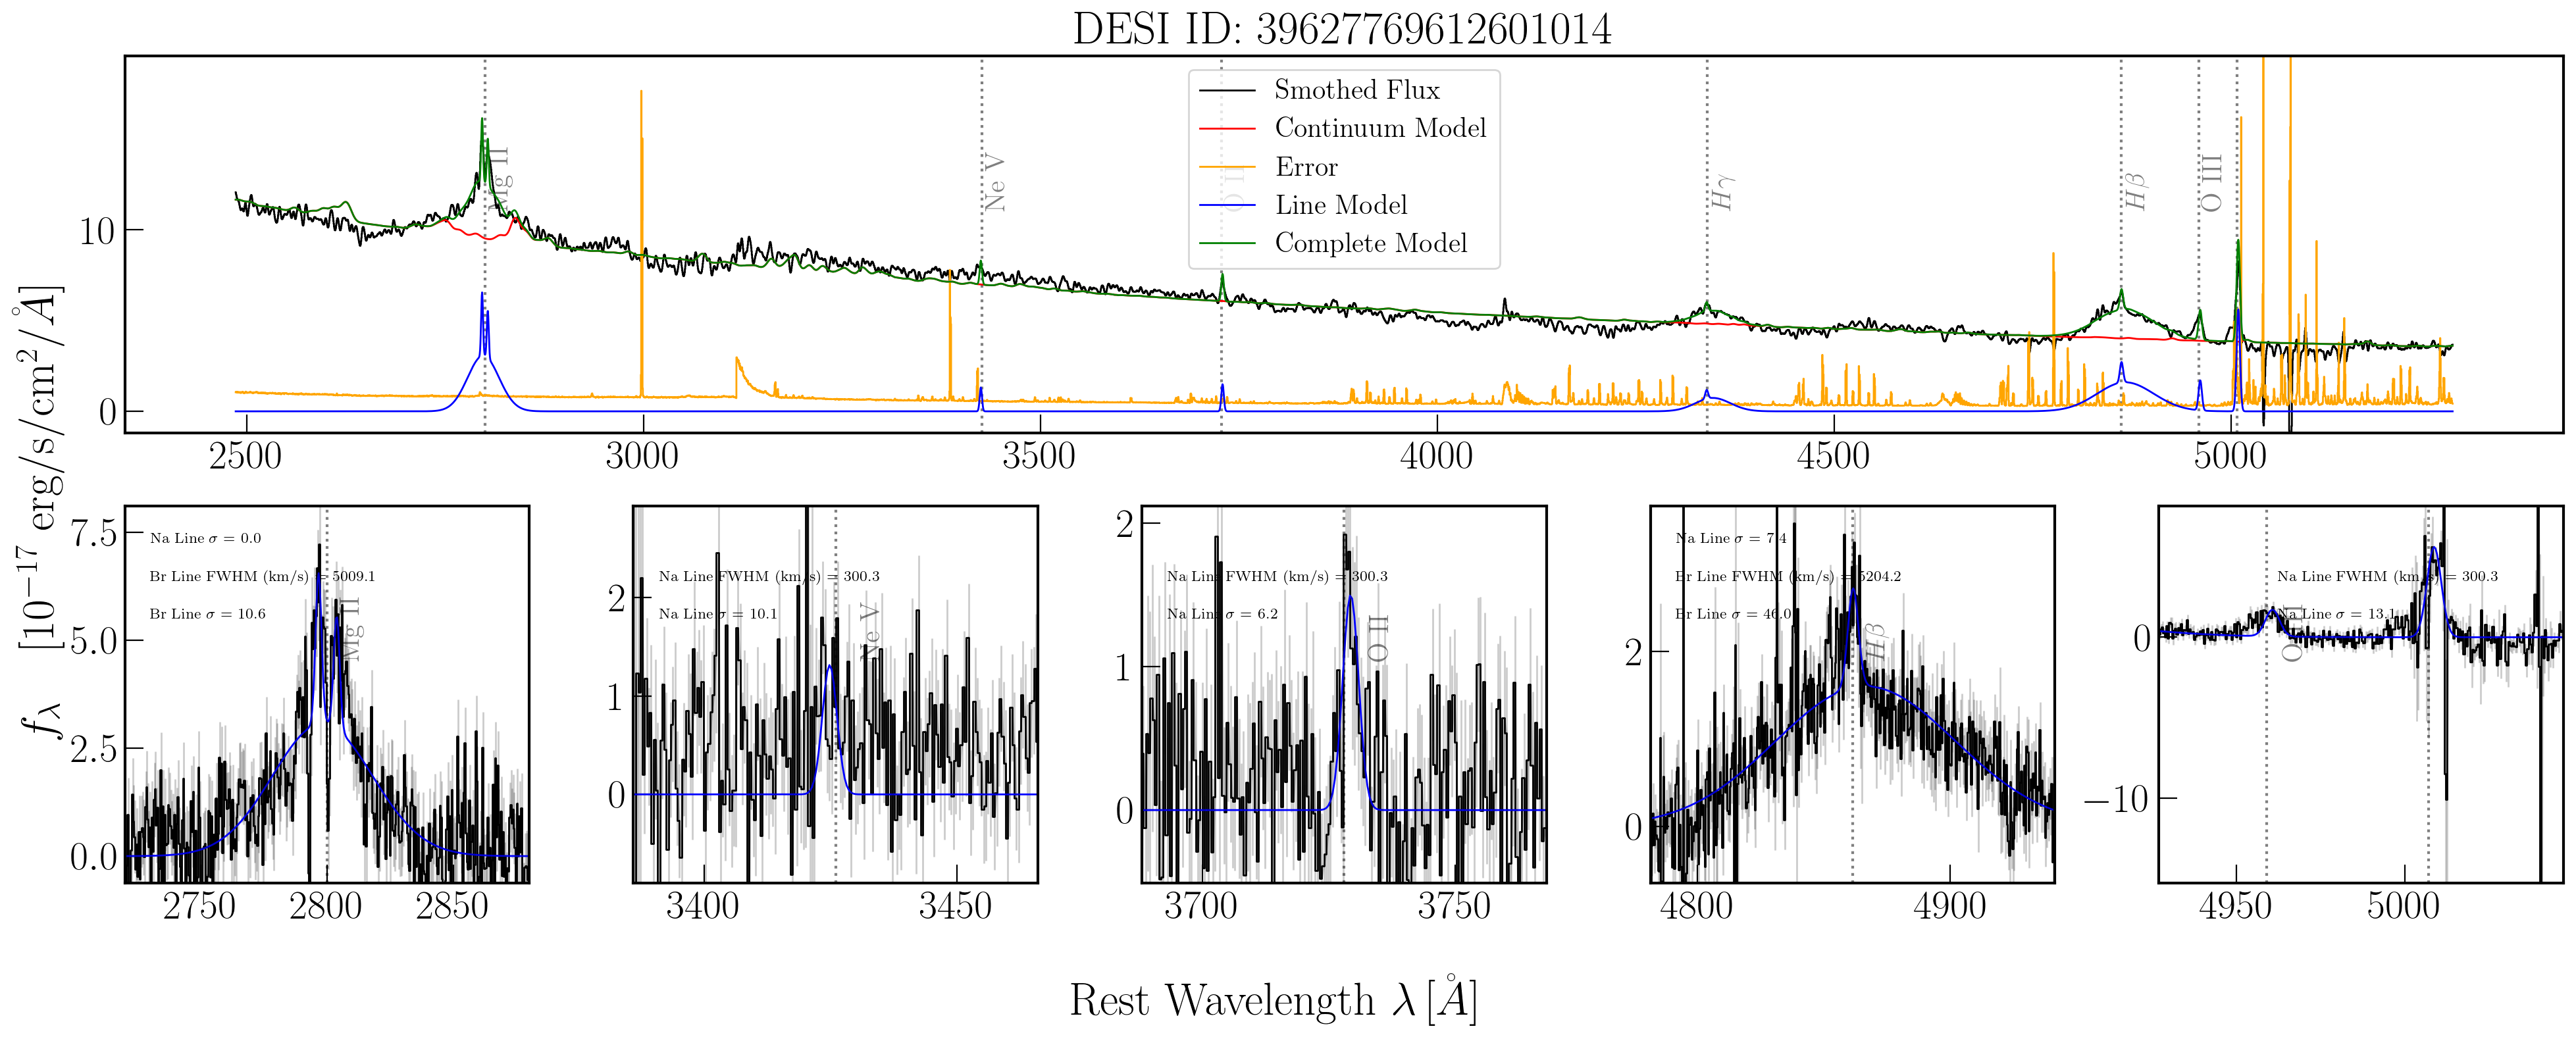 DESI ID: 39627769612601014
Smothed Flux
Continuum Model
Error
Line Model
Complete Model
Mg II
Ne V
O II
Hγ
Hβ
O III
10
0
2500
3000
3500
4000
4500
5000
f_λ [10⁻¹⁷ erg/s/cm²/Å]
Na Line σ = 0.0
Br Line FWHM (km/s) = 5009.1
Br Line σ = 10.6
Mg II
7.5
5.0
2.5
0.0
2750
2800
2850
Na Line FWHM (km/s) = 300.3
Na Line σ = 10.1
Ne V
2
1
0
3400
3450
Na Line FWHM (km/s) = 300.3
Na Line σ = 6.2
O II
2
1
0
3700
3750
Na Line σ = 7.4
Br Line FWHM (km/s) = 5204.2
Br Line σ = 46.0
Hβ
2
0
4800
4900
Na Line FWHM (km/s) = 300.3
Na Line σ = 13.1
O III
0
−10
4950
5000
Rest Wavelength λ [Å]